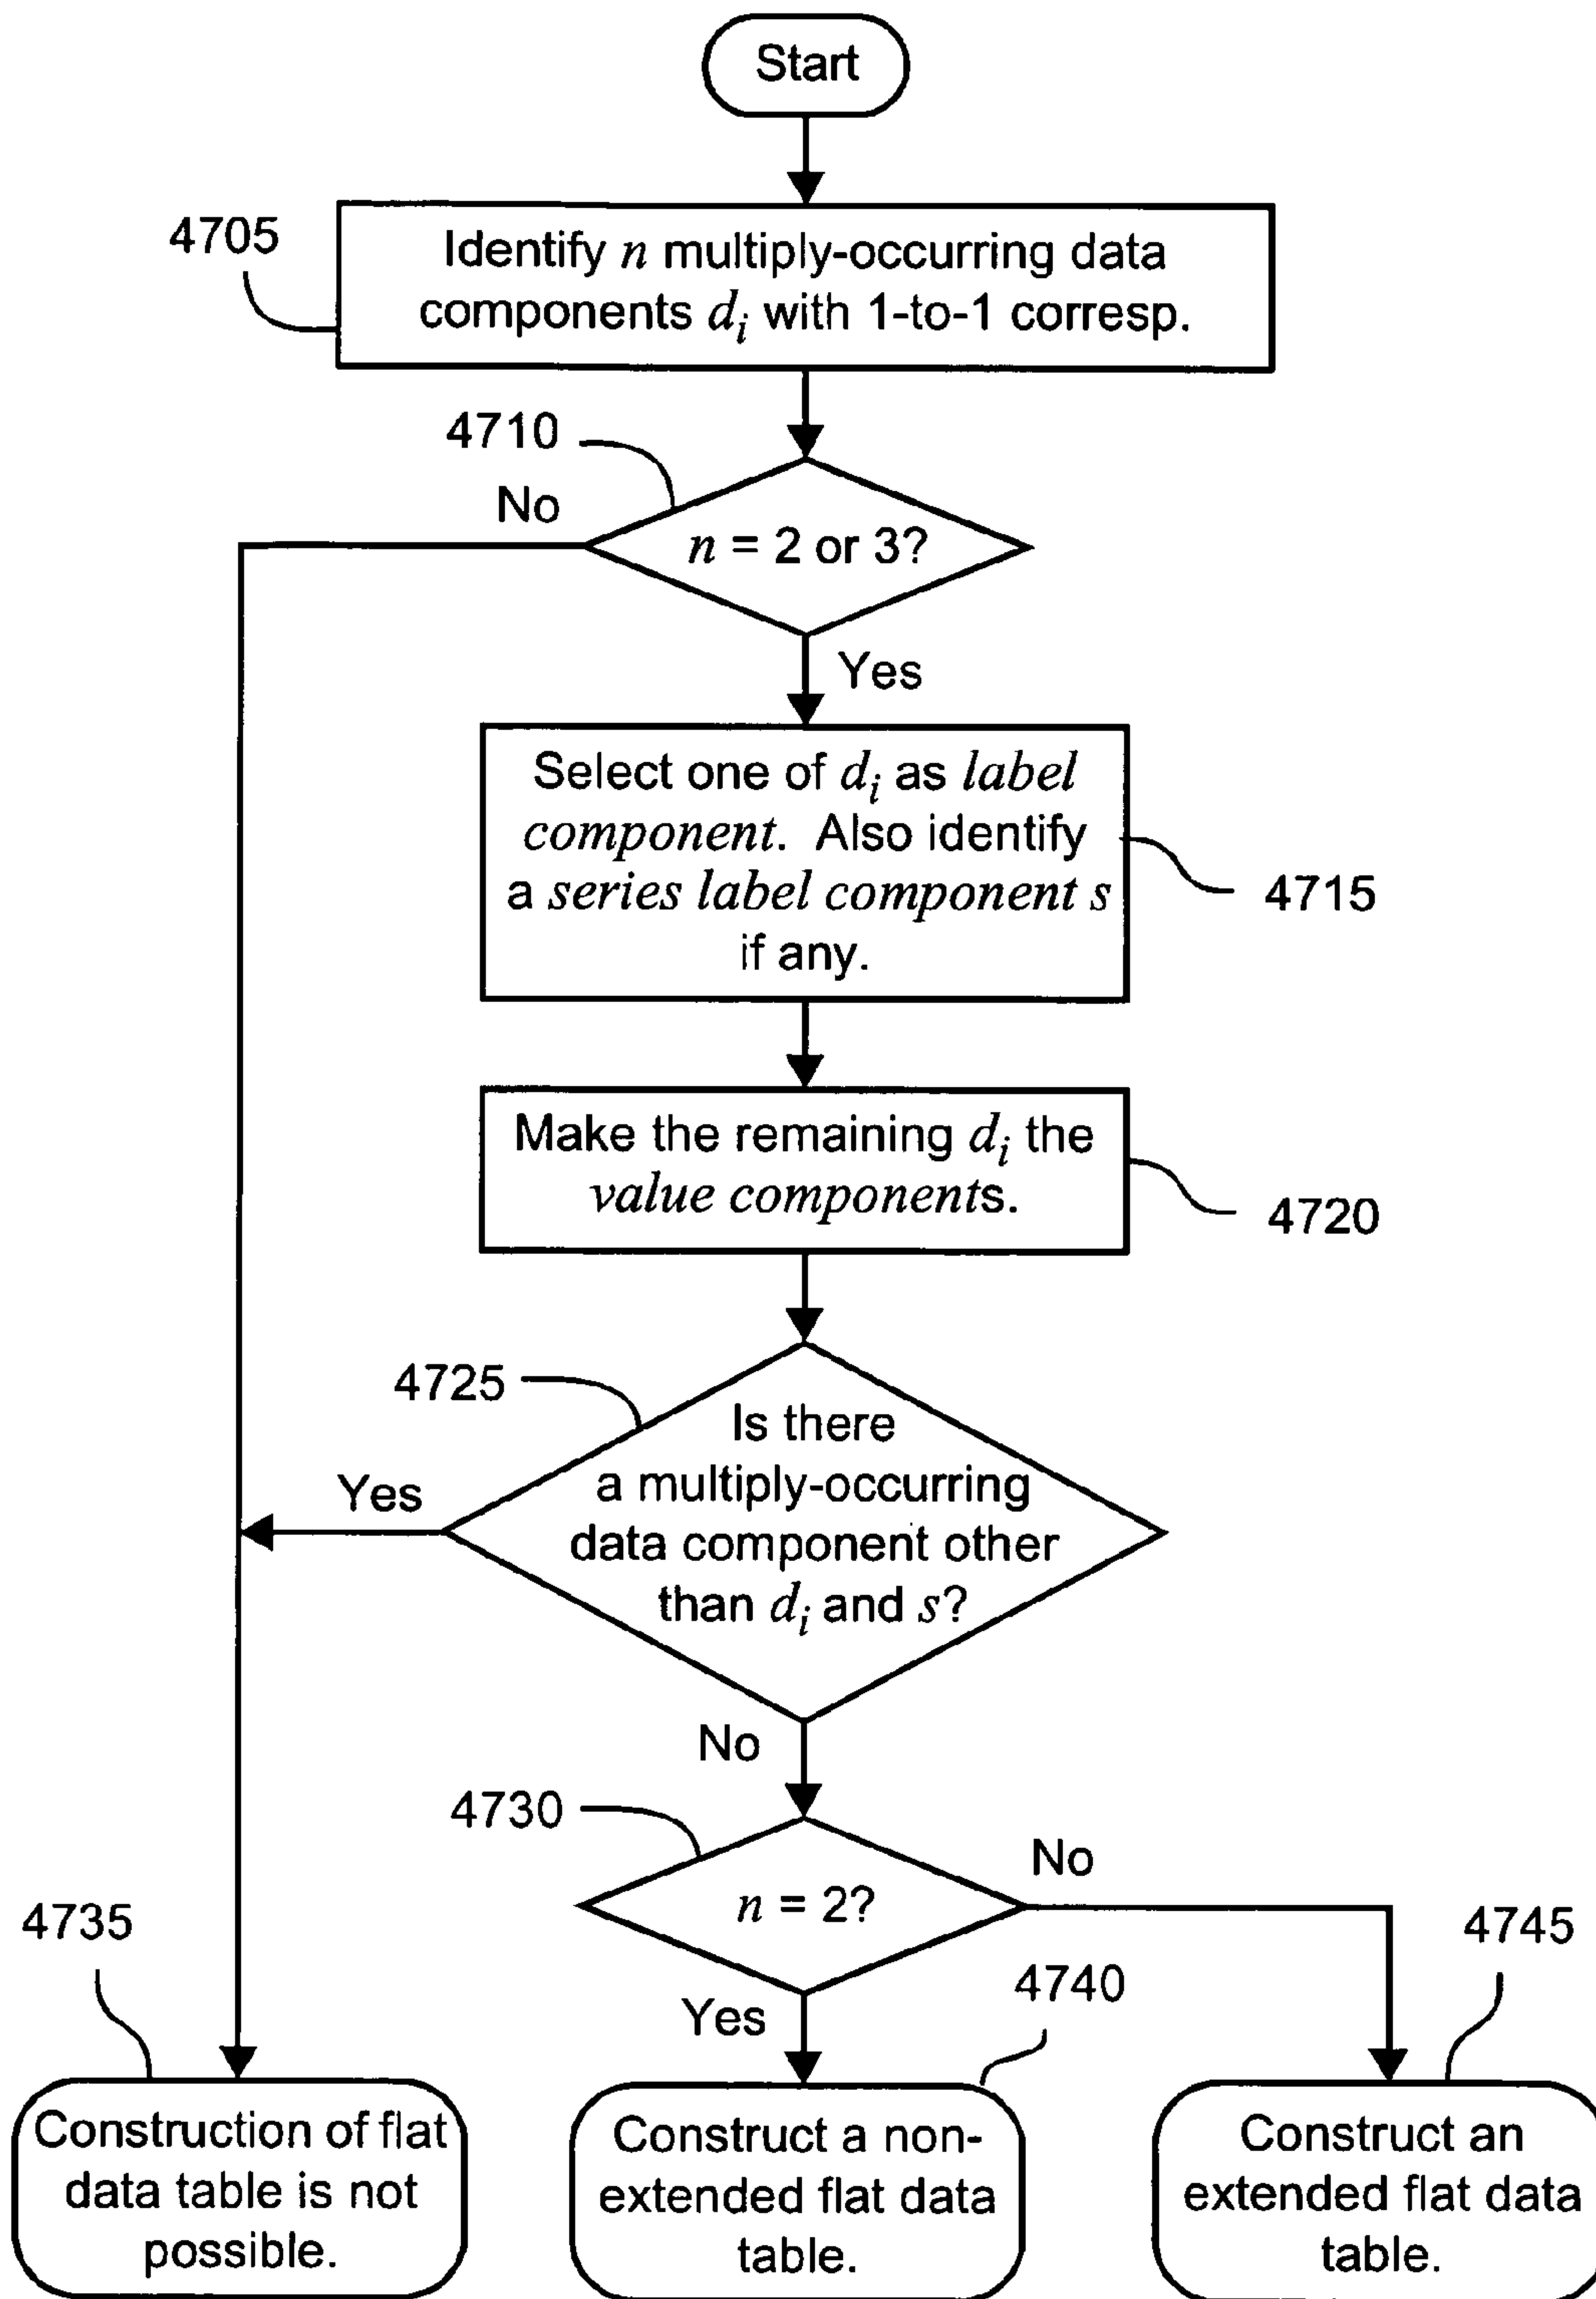 Start
4705
Identify n multiply-occurring data
components di with 1-to-1 corresp.
4710
No
n = 2 or 3?
Yes
Select one of di as label
component. Also identify
a series label component s
if any.
4715
Make the remaining di the
value components.
4720
4725
Is there
a multiply-occurring
data component other
than di and s?
Yes
No
4730
n = 2?
No
4735
Yes
4740
4745
Construction of flat
data table is not
possible.
Construct a non-
extended flat data
table.
Construct an
extended flat data
table.